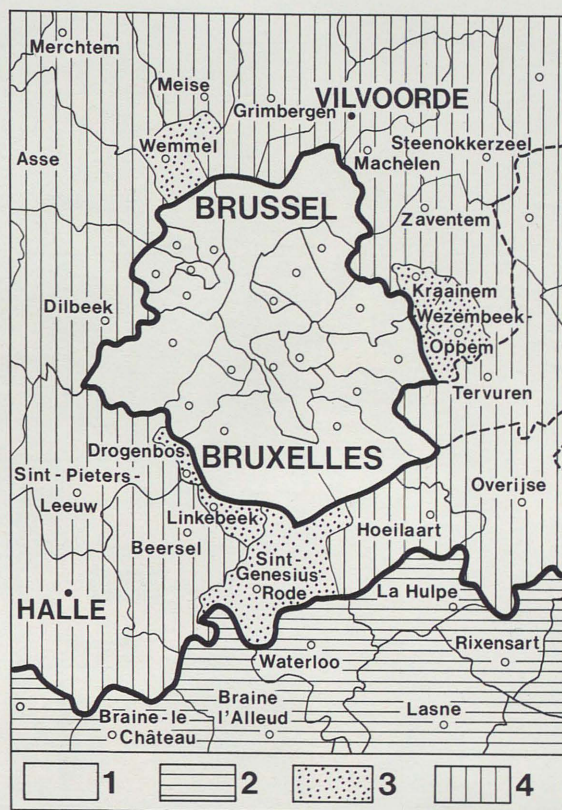 Merchtem
Meise
Grimbergen
VILVOORDE
Wemmel
Steenokkerzeel
Asse
Machelen
BRUSSEL
Zaventem
Kraainem
Wezembeek-
Oppem
Dilbeek
Tervuren
Drogenbos
BRUXELLES
Sint-Pieters-
Leeuw
Overijse
Linkebeek
Hoeilaart
Beersel
Sint
Genesius-
Rode
La Hulpe
HALLE
Rixensart
Waterloo
Braine
l'Alleud
Lasne
Braine-le
Château
1 2 3 4